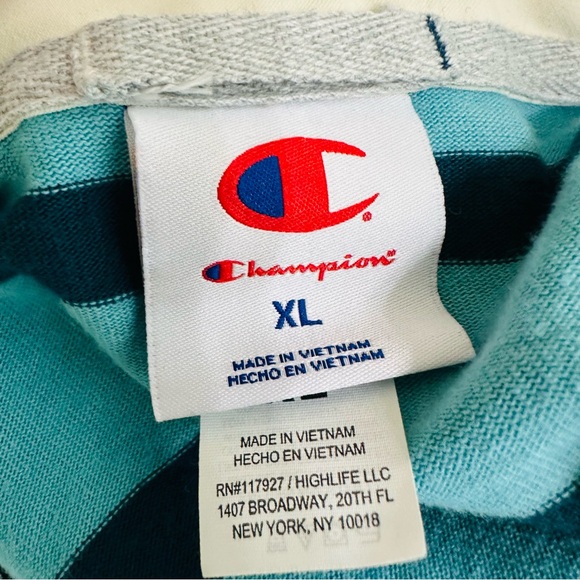 Champion
XL
MADE IN VIETNAM
HECHO EN VIETNAM
MADE IN VIETNAM
HECHO EN VIETNAM
RN#117927 / HIGHLIFE LLC
1407 BROADWAY, 20TH FL
NEW YORK, NY 10018